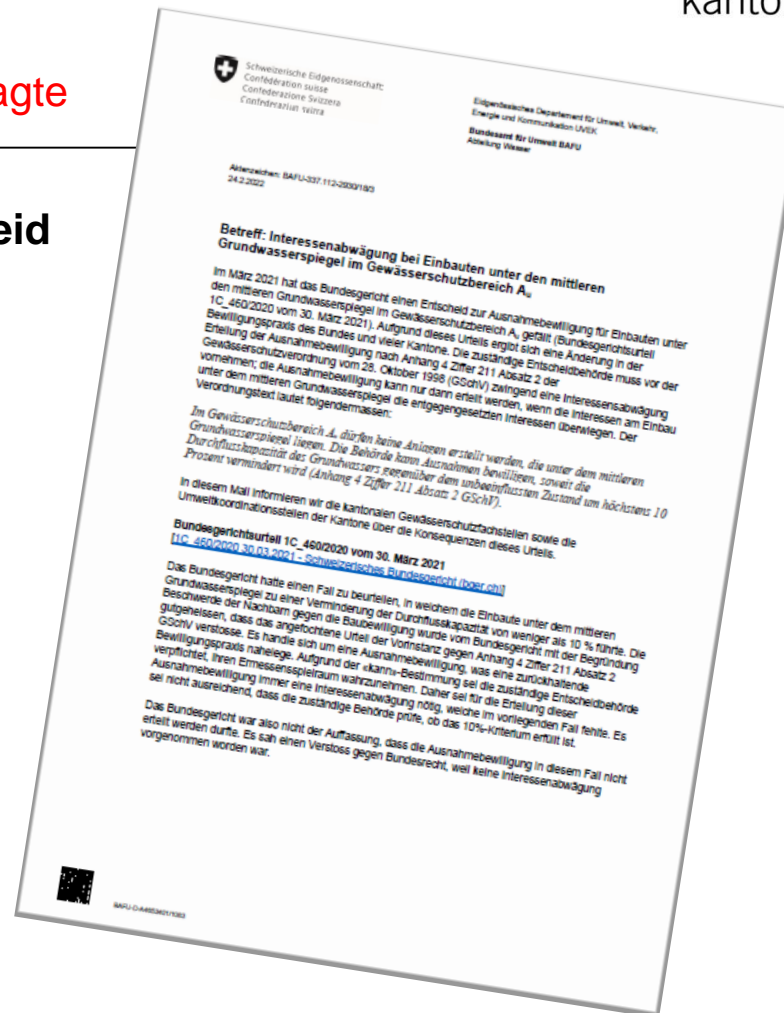 kanto
agte
eid
Schweizerische Eidgenossenschaft
Confédération suisse
Confederazione Svizzera
Confederaziun svizra
Eidgenössisches Departement für Umwelt, Verkehr,
Energie und Kommunikation UVEK
Bundesamt für Umwelt BAFU
Abteilung Wasser
Aktenzeichen: BAFU-337.112-2930/18/3
24.2.2022
Betreff: Interessenabwägung bei Einbauten unter den mittleren
Grundwasserspiegel im Gewässerschutzbereich Au
Im März 2021 hat das Bundesgericht einen Entscheid zur Ausnahmebewilligung für Einbauten unter
den mittleren Grundwasserspiegel im Gewässerschutzbereich Au gefällt (Bundesgerichtsurteil
1C_460/2020 vom 30. März 2021). Aufgrund dieses Urteils ergibt sich eine Änderung in der
Bewilligungspraxis des Bundes und vieler Kantone. Die zuständige Entscheidbehörde muss vor der
Erteilung der Ausnahmebewilligung nach Anhang 4 Ziffer 211 Absatz 2 der
Gewässerschutzverordnung vom 28. Oktober 1998 (GSchV) zwingend eine Interessensabwägung
vornehmen; die Ausnahmebewilligung kann nur dann erteilt werden, wenn die Interessen am Einbau
unter dem mittleren Grundwasserspiegel die entgegengesetzten Interessen überwiegen. Der
Verordnungstext lautet folgendermassen:
Im Gewässerschutzbereich Au dürfen keine Anlagen erstellt werden, die unter dem mittleren
Grundwasserspiegel liegen. Die Behörde kann Ausnahmen bewilligen, soweit die
Durchflusskapazität des Grundwassers gegenüber dem unbeeinflussten Zustand um höchstens 10
Prozent vermindert wird (Anhang 4 Ziffer 211 Absatz 2 GSchV).
In diesem Mail informieren wir die kantonalen Gewässerschutzfachstellen sowie die
Umweltkoordinationsstellen der Kantone über die Konsequenzen dieses Urteils.
Bundesgerichtsurteil 1C_460/2020 vom 30. März 2021
[1C_460/2020 30.03.2021 - Schweizerisches Bundesgericht (bger.ch)]
Das Bundesgericht hatte einen Fall zu beurteilen, in welchem die Einbaute unter dem mittleren
Grundwasserspiegel zu einer Verminderung der Durchflusskapazität von weniger als 10 % führte. Die
Beschwerde der Nachbarn gegen die Baubewilligung wurde vom Bundesgericht mit der Begründung
gutgeheissen, dass das angefochtene Urteil der Vorinstanz gegen Anhang 4 Ziffer 211 Absatz 2
GSchV verstosse. Es handle sich um eine Ausnahmebewilligung, was eine zurückhaltende
Bewilligungspraxis nahelege. Aufgrund der «kann»-Bestimmung sei die zuständige Entscheidbehörde
verpflichtet, ihren Ermessensspielraum wahrzunehmen. Daher sei für die Erteilung dieser
Ausnahmebewilligung immer eine Interessenabwägung nötig, welche im vorliegenden Fall fehlte. Es
sei nicht ausreichend, dass die zuständige Behörde prüfe, ob das 10%-Kriterium erfüllt ist.
Das Bundesgericht war also nicht der Auffassung, dass die Ausnahmebewilligung in diesem Fall nicht
erteilt werden durfte. Es sah einen Verstoss gegen Bundesrecht, weil keine Interessenabwägung
vorgenommen worden war.